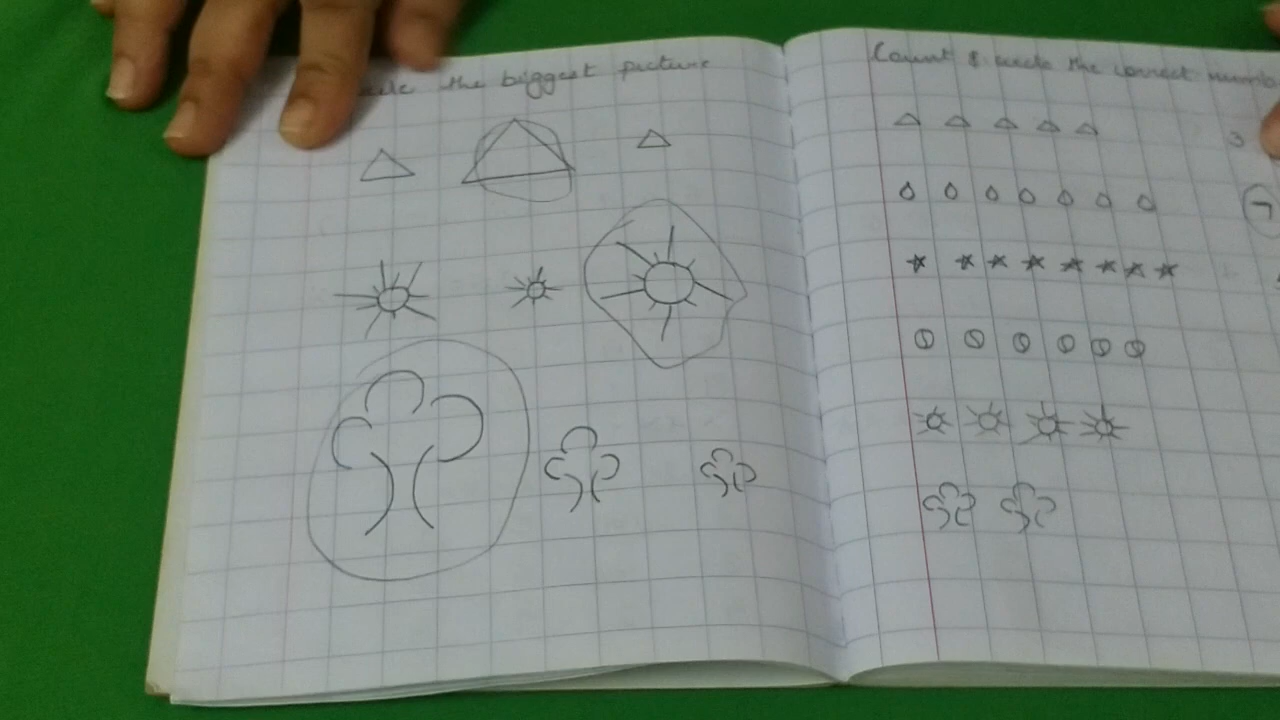 the biggest picture
Count & circle the correct
3
7